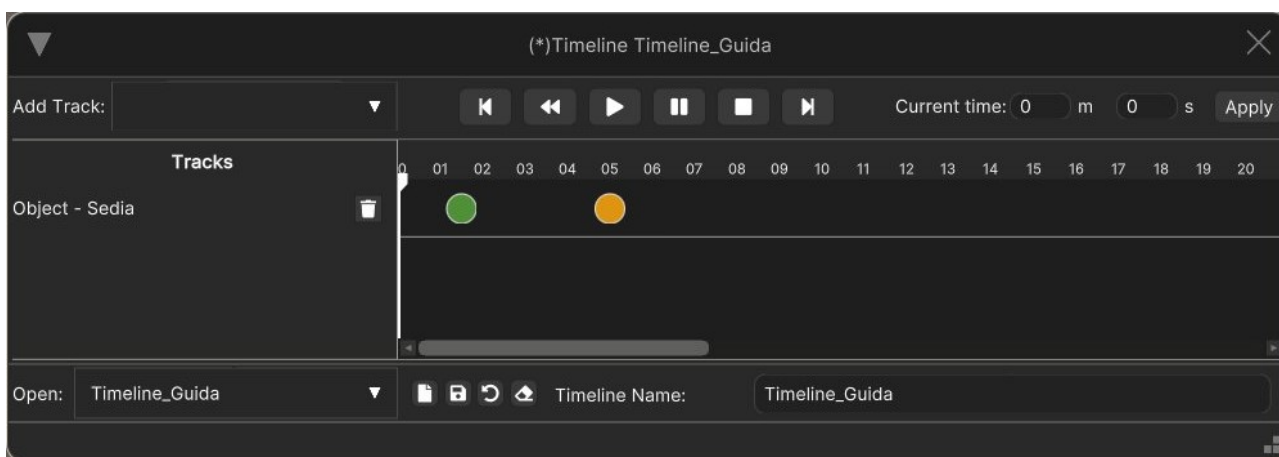 (*)Timeline Timeline_Guida
Add Track: Current time: 0 m 0 s Apply
Tracks 0 01 02 03 04 05 06 07 08 09 10 11 12 13 14 15 16 17 18 19 20
Object - Sedia
Open: Timeline_Guida Timeline Name: Timeline_Guida